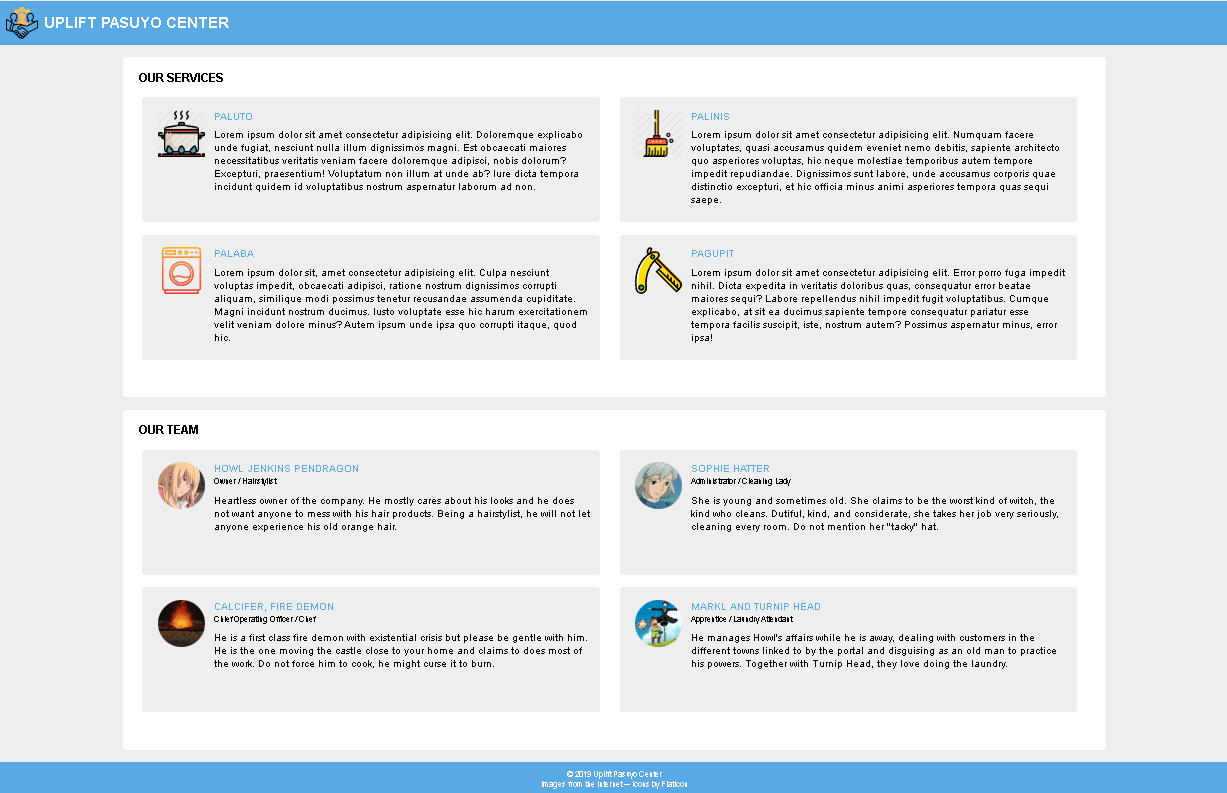 UPLIFT PASUYO CENTER
OUR SERVICES
PALUTO
Lorem ipsum dolor sit amet consectetur adipisicing elit. Doloremque explicabo
unde fugiat, nesciunt nulla illum dignissimos magni. Est obcaecati maiores
necessitatibus veritatis veniam facere doloremque adipisci, nobis dolorum?
Excepturi, praesentium! Voluptatum non illum at unde ab? Iure dicta tempora
incidunt quidem id voluptatibus nostrum aspernatur laborum ad non.
PALINIS
Lorem ipsum dolor sit amet consectetur adipisicing elit. Numquam facere
voluptates, quasi accusamus quidem eveniet nemo debitis, sapiente architecto
quo asperiores voluptas, hic neque molestiae temporibus autem tempore
impedit repudiandae. Dignissimos sunt labore, unde accusamus corporis quae
distinctio excepturi, et hic officia minus animi asperiores tempora quas sequi
saepe.
PALABA
Lorem ipsum dolor sit, amet consectetur adipisicing elit. Culpa nesciunt
voluptas impedit, obcaecati adipisci, ratione nostrum dignissimos corrupti
aliquam, similique modi possimus tenetur recusandae assumenda cupiditate.
Magni incidunt nostrum ducimus. Iusto voluptate esse hic harum exercitationem
velit veniam dolore minus? Autem ipsum unde ipsa quo corrupti itaque, quod
hic.
PAGUPIT
Lorem ipsum dolor sit amet consectetur adipisicing elit. Error porro fuga impedit
nihil. Dicta expedita in veritatis doloribus quas, consequatur error beatae
maiores sequi? Labore repellendus nihil impedit fugit voluptatibus. Cumque
explicabo, at sit ea ducimus sapiente tempore consequatur pariatur esse
tempora facilis suscipit, iste, nostrum autem? Possimus aspernatur minus, error
ipsa!
OUR TEAM
HOWL JENKINS PENDRAGON
Owner / Hairstylist
Heartless owner of the company. He mostly cares about his looks and he does
not want anyone to mess with his hair products. Being a hairstylist, he will not let
anyone experience his old orange hair.
SOPHIE HATTER
Administrator / Cleaning Lady
She is young and sometimes old. She claims to be the worst kind of witch, the
kind who cleans. Dutiful, kind, and considerate, she takes her job very seriously,
cleaning every room. Do not mention her "tacky" hat.
CALCIFER, FIRE DEMON
Chief Operating Officer / Chef
He is a first class fire demon with existential crisis but please be gentle with him.
He is the one moving the castle close to your home and claims to does most of
the work. Do not force him to cook, he might curse it to burn.
MARKL AND TURNIP HEAD
Apprentice / Laundry Attendant
He manages Howl's affairs while he is away, dealing with customers in the
different towns linked to by the portal and disguising as an old man to practice
his powers. Together with Turnip Head, they love doing the laundry.
© 2019 Uplift Pasuyo Center
Images from the Internet — Icons by Flaticon